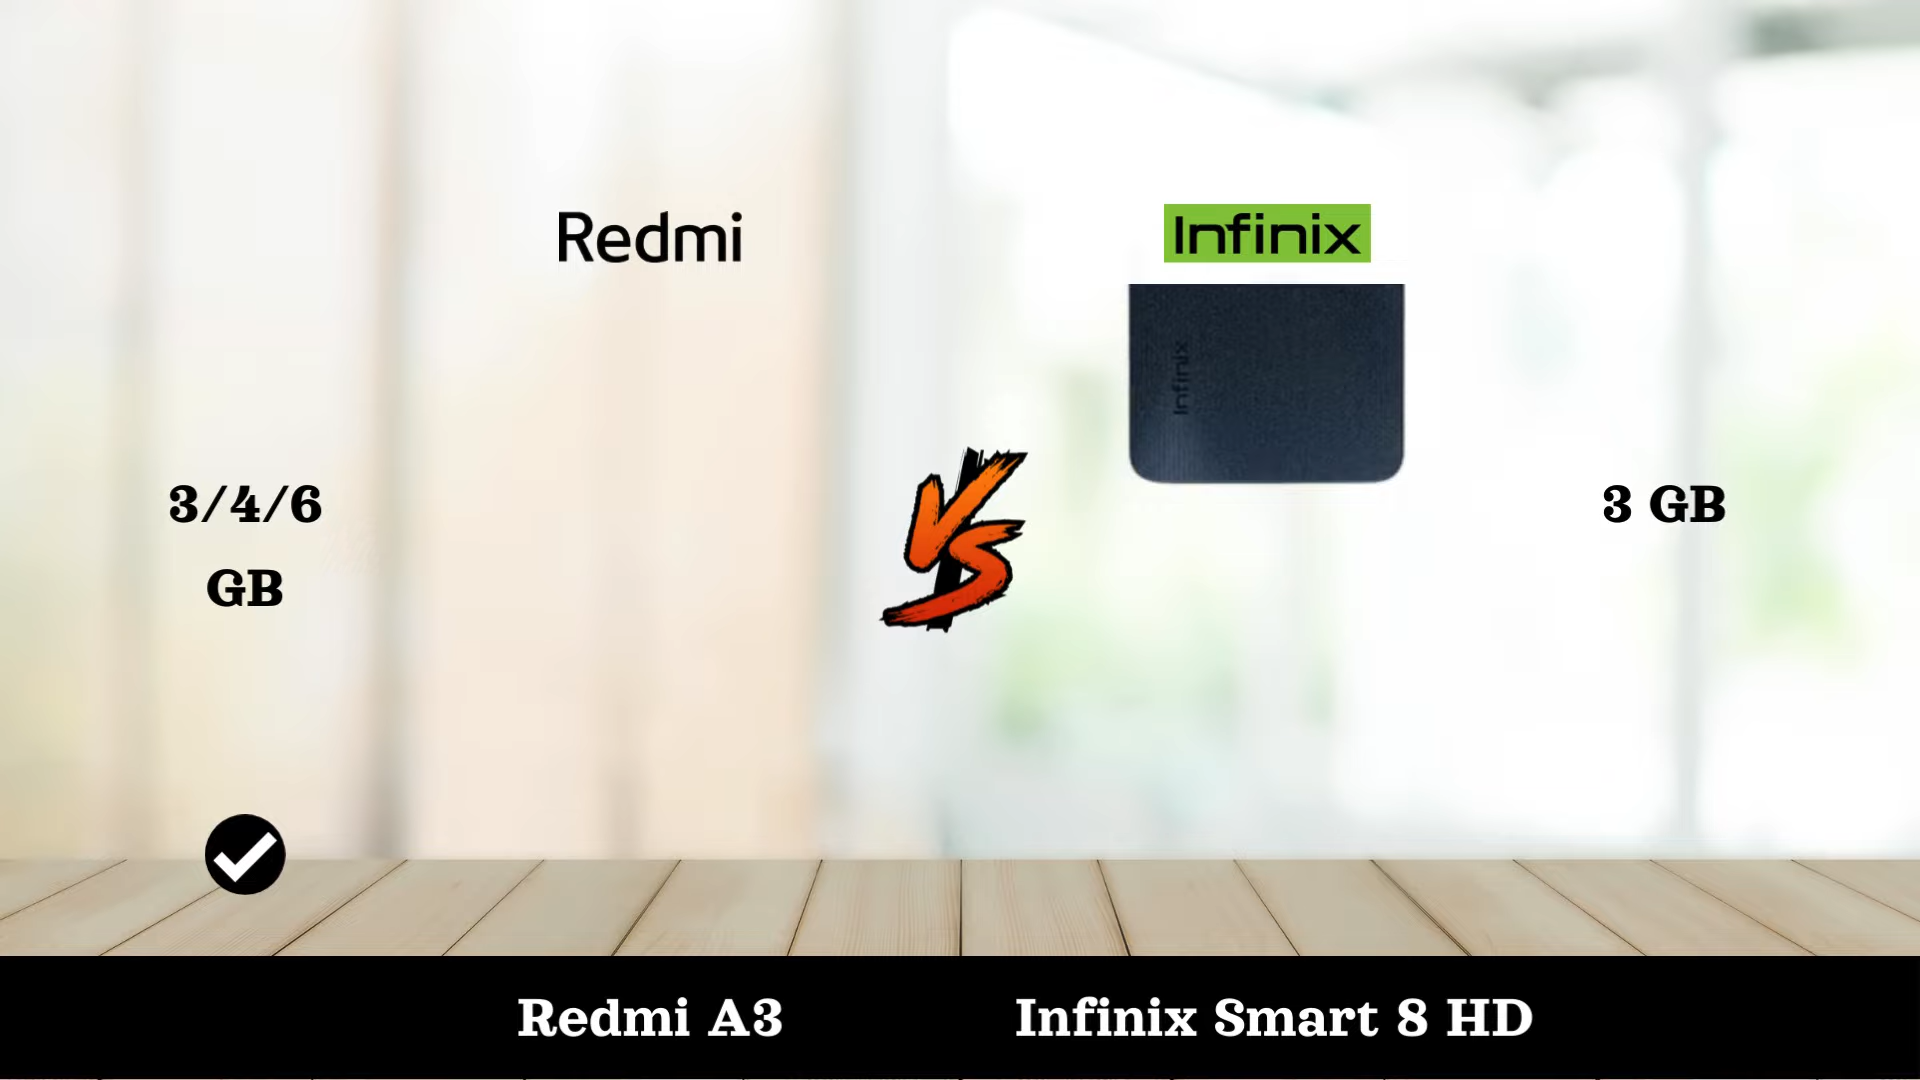 Redmi
Infinix
Infinix
VS
3/4/6
GB
3 GB
Redmi A3
Infinix Smart 8 HD